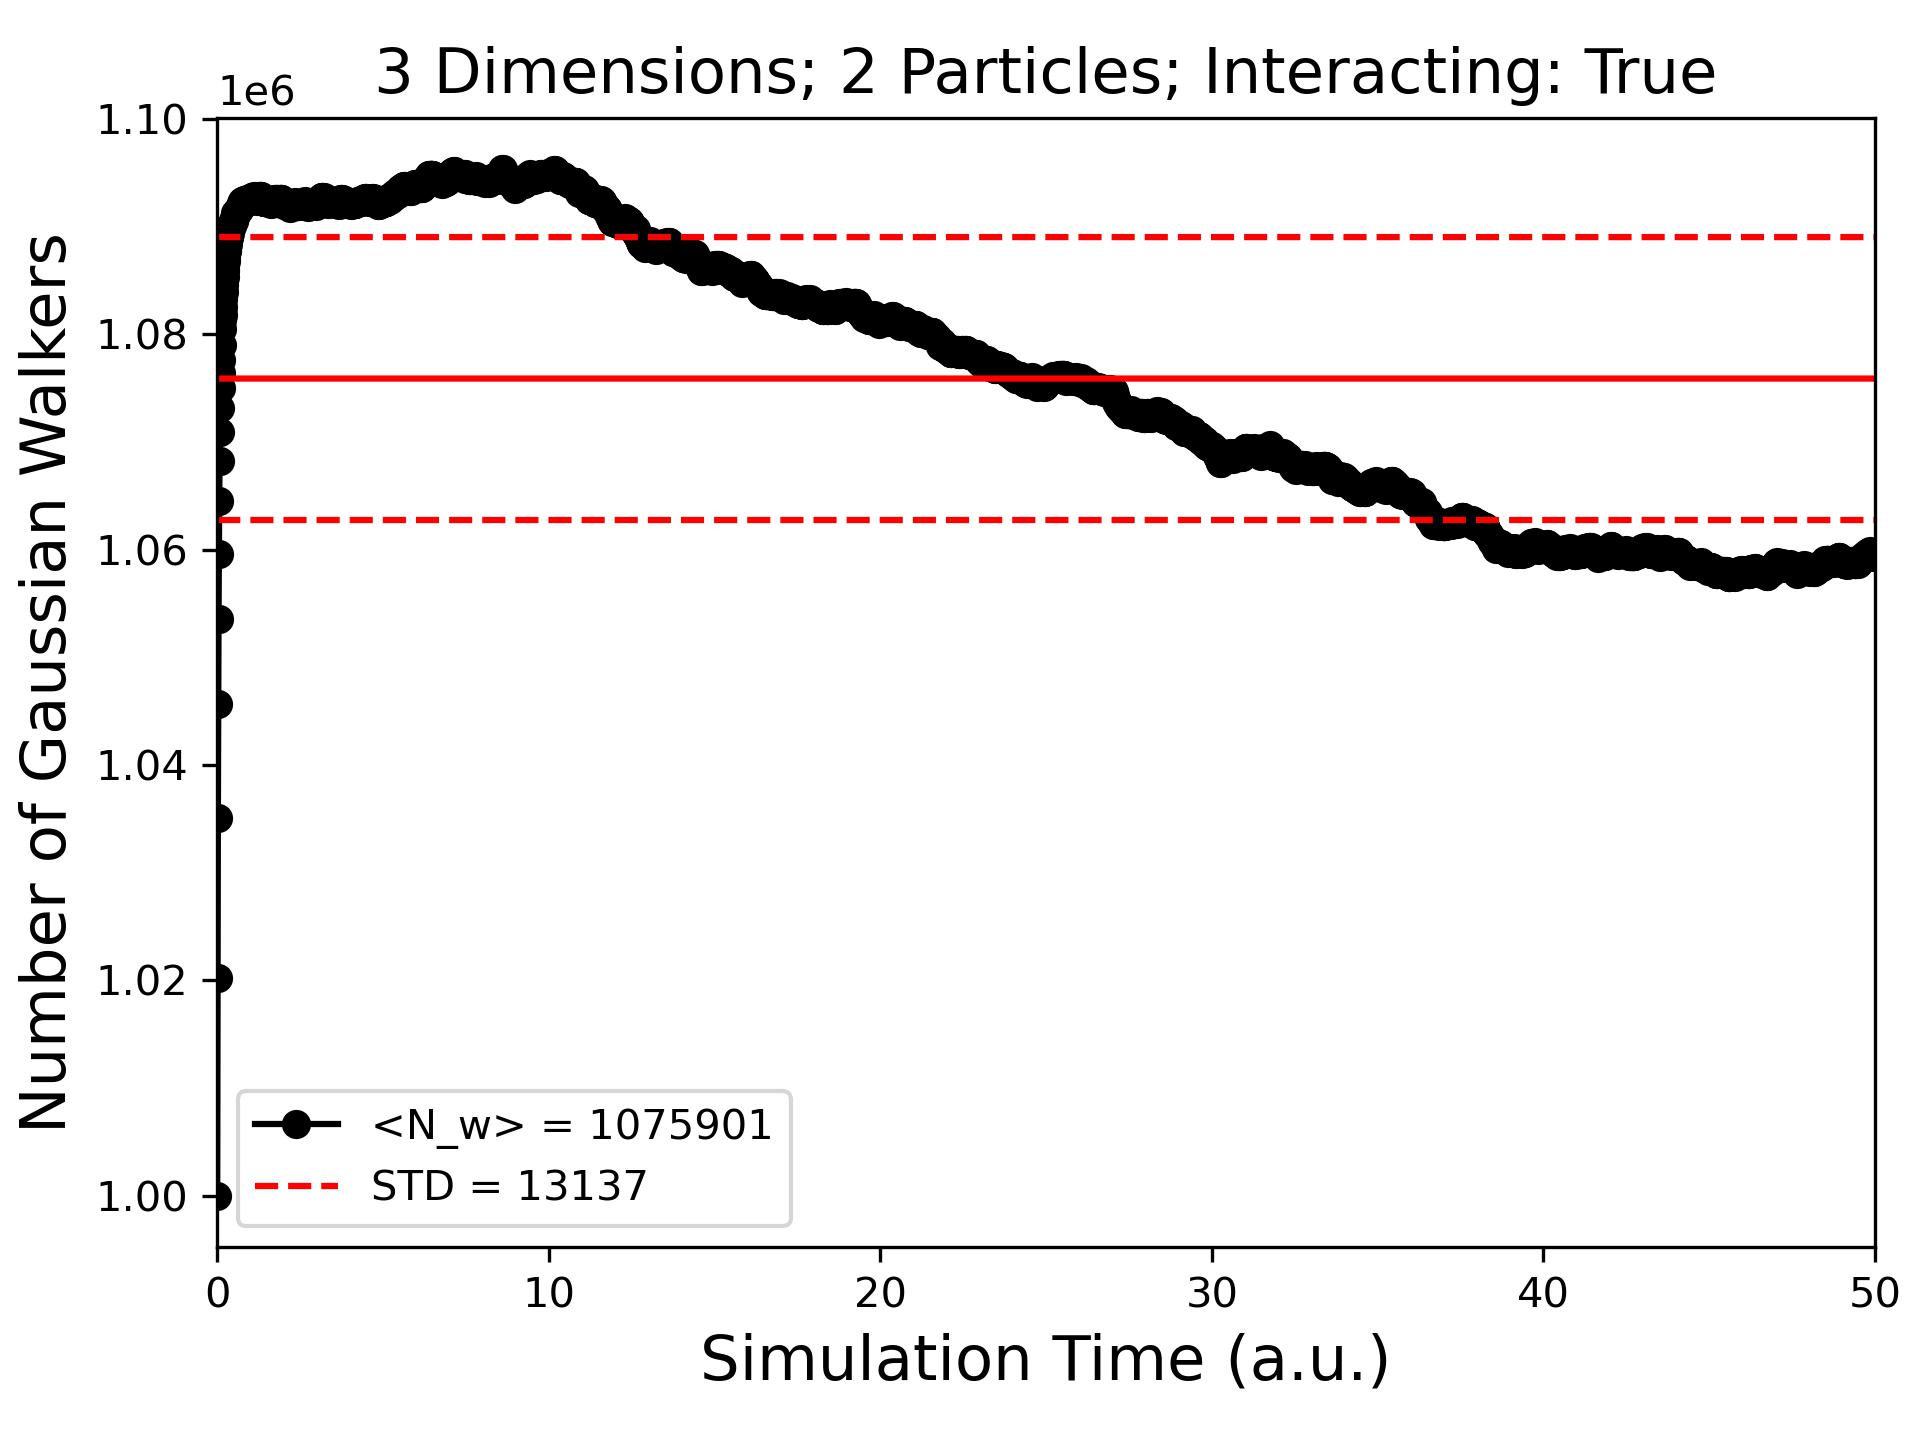 3 Dimensions; 2 Particles; Interacting: True
1e6
1.10
1.08
1.06
1.04
1.02
1.00
Number of Gaussian Walkers
<N_w> = 1075901
STD = 13137
0 10 20 30 40 50
Simulation Time (a.u.)